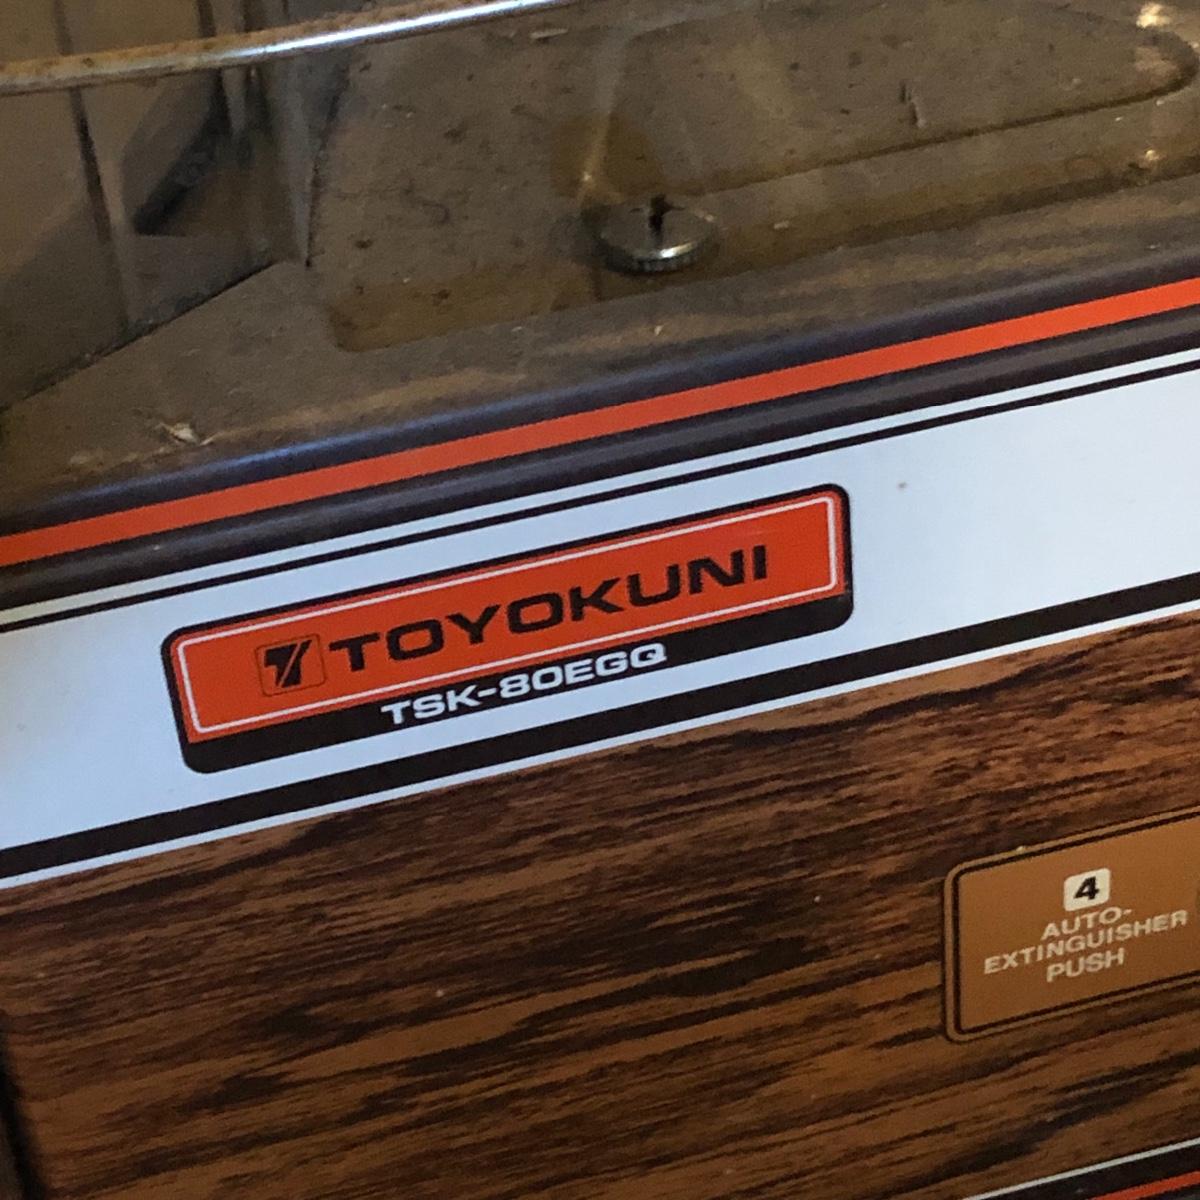 TOYOKUNI
TSK-80EGQ
4
AUTO-
EXTINGUISHER
PUSH